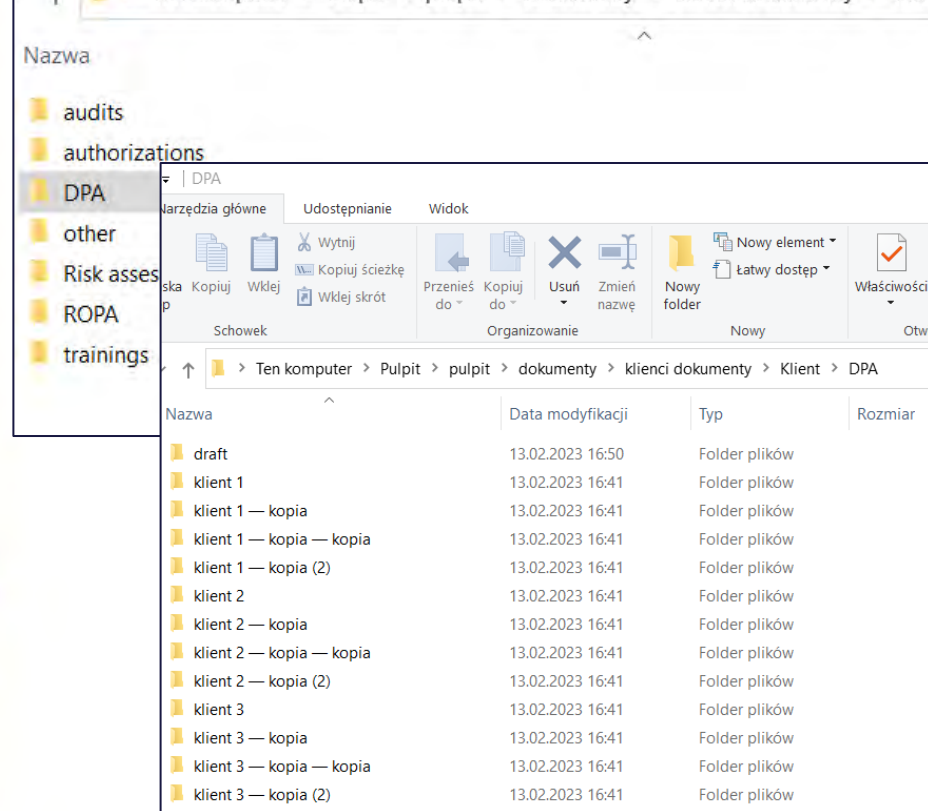 Nazwa
audits
authorizations
DPA
other
Risk asses
ROPA
trainings
DPA
Narzędzia główne Udostępnianie Widok
Kopiuj
Wklej
Wytnij
Kopiuj ścieżkę
Wklej skrót
Schowek
Przenieś do
Kopiuj do
Usuń
Zmień nazwę
Organizowanie
Nowy folder
Nowy element
Łatwy dostęp
Nowy
Właściwości
Otw
Ten komputer > Pulpit > pulpit > dokumenty > klienci dokumenty > Klient > DPA
Nazwa Data modyfikacji Typ Rozmiar
draft 13.02.2023 16:50 Folder plików
klient 1 13.02.2023 16:41 Folder plików
klient 1 — kopia 13.02.2023 16:41 Folder plików
klient 1 — kopia — kopia 13.02.2023 16:41 Folder plików
klient 1 — kopia (2) 13.02.2023 16:41 Folder plików
klient 2 13.02.2023 16:41 Folder plików
klient 2 — kopia 13.02.2023 16:41 Folder plików
klient 2 — kopia — kopia 13.02.2023 16:41 Folder plików
klient 2 — kopia (2) 13.02.2023 16:41 Folder plików
klient 3 13.02.2023 16:41 Folder plików
klient 3 — kopia 13.02.2023 16:41 Folder plików
klient 3 — kopia — kopia 13.02.2023 16:41 Folder plików
klient 3 — kopia (2) 13.02.2023 16:41 Folder plików